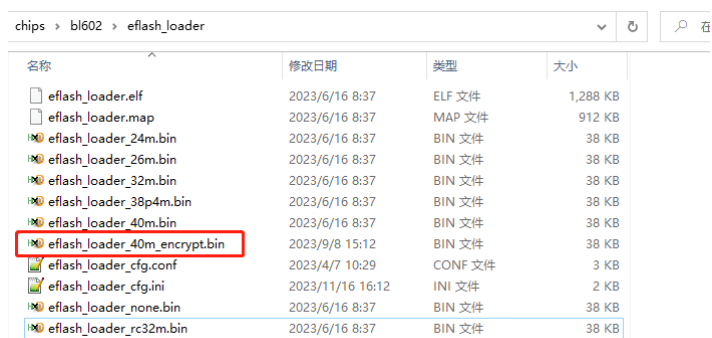 chips > bl602 > eflash_loader 在
名称 修改日期 类型 大小
eflash_loader.elf 2023/6/16 8:37 ELF 文件 1,288 KB
eflash_loader.map 2023/6/16 8:37 MAP 文件 912 KB
eflash_loader_24m.bin 2023/6/16 8:37 BIN 文件 38 KB
eflash_loader_26m.bin 2023/6/16 8:37 BIN 文件 38 KB
eflash_loader_32m.bin 2023/6/16 8:37 BIN 文件 38 KB
eflash_loader_38p4m.bin 2023/6/16 8:37 BIN 文件 38 KB
eflash_loader_40m.bin 2023/6/16 8:37 BIN 文件 38 KB
eflash_loader_40m_encrypt.bin 2023/9/8 15:12 BIN 文件 38 KB
eflash_loader_cfg.conf 2023/4/7 10:29 CONF 文件 3 KB
eflash_loader_cfg.ini 2023/11/16 16:12 INI 文件 2 KB
eflash_loader_none.bin 2023/6/16 8:37 BIN 文件 38 KB
eflash_loader_rc32m.bin 2023/6/16 8:37 BIN 文件 38 KB